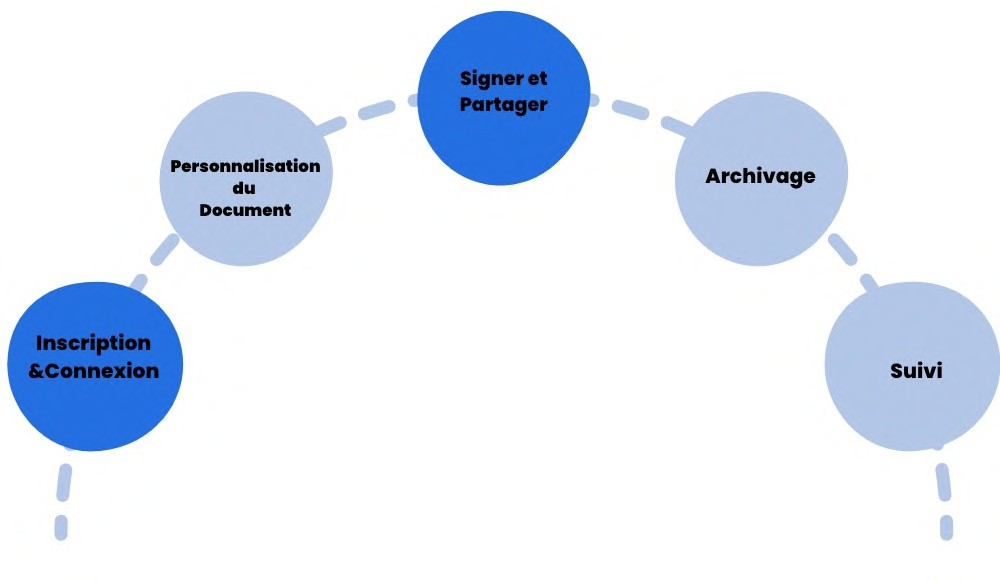 Signer et
Partager
Personnalisation
du
Document
Archivage
Inscription
&Connexion
Suivi